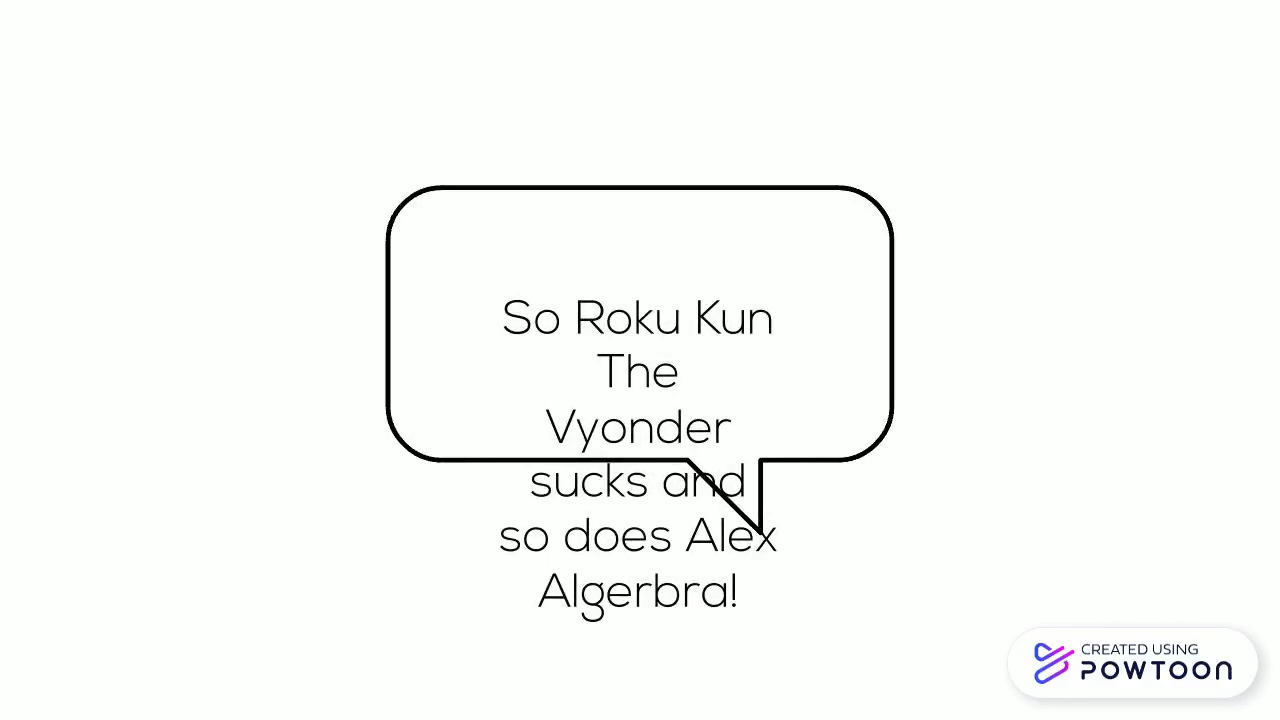 So Roku Kun
The
Vyonder
sucks and
so does Alex
Algerbra!
CREATED USING
POWTOON